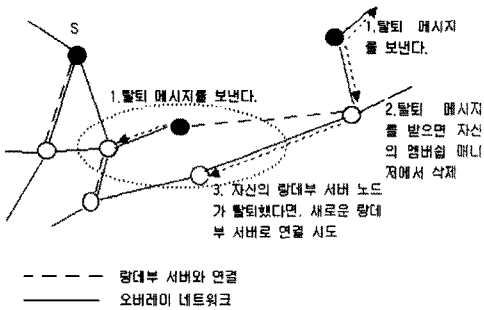 S
1.탈퇴 메시지를 보낸다.
1.탈퇴 메시지
를 보낸다.
2.탈퇴 메시지
를 받으면 자신
의 멤버쉽 매니
저에서 삭제
3. 자신의 랑데부 서버 노드
가 탈퇴했다면, 새로운 랑데
부 서버로 연결 시도
랑데부 서버와 연결
오버레이 네트워크